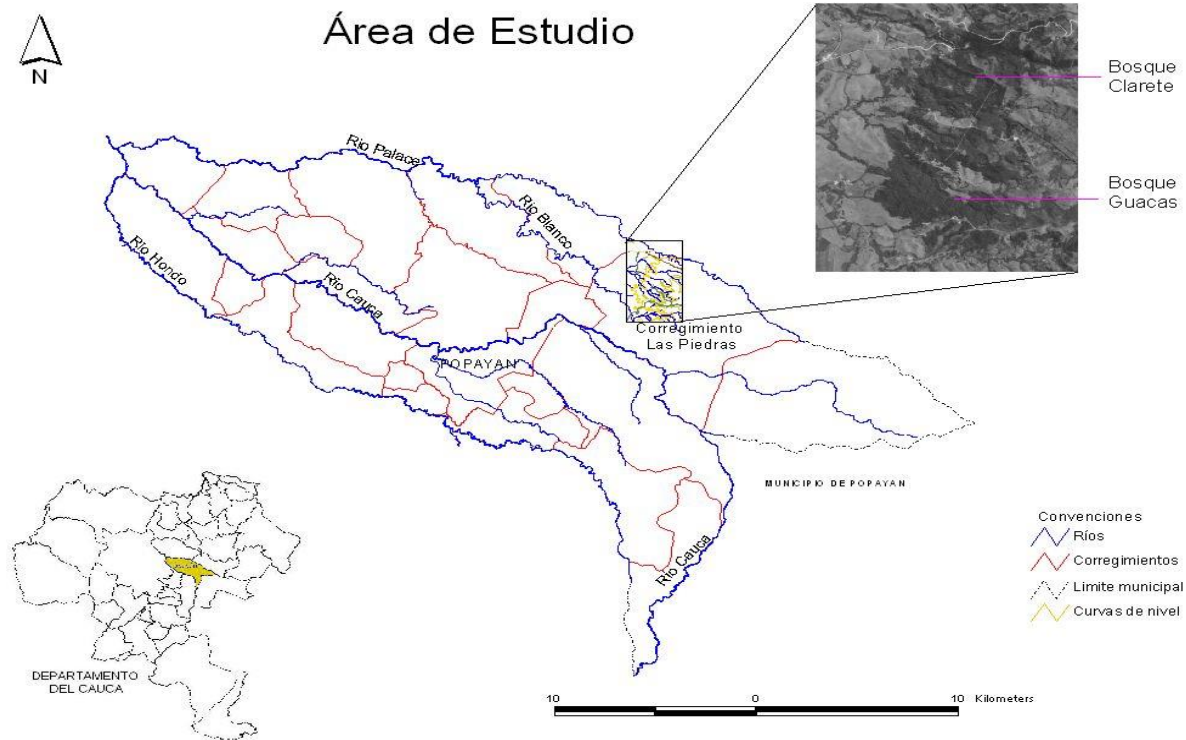 Área de Estudio
N
Bosque
Clarete
Bosque
Guacas
Rio Palace
Rio Blanco
Rio Hondo
Rio Cauca
Corregimiento
Las Piedras
POPAYAN
MUNICIPIO DE POPAYAN
Rio Cauca
Convenciones
Ríos
Corregimientos
Limite municipal
Curvas de nivel
DEPARTAMENTO
DEL CAUCA
10 0 10 Kilometers